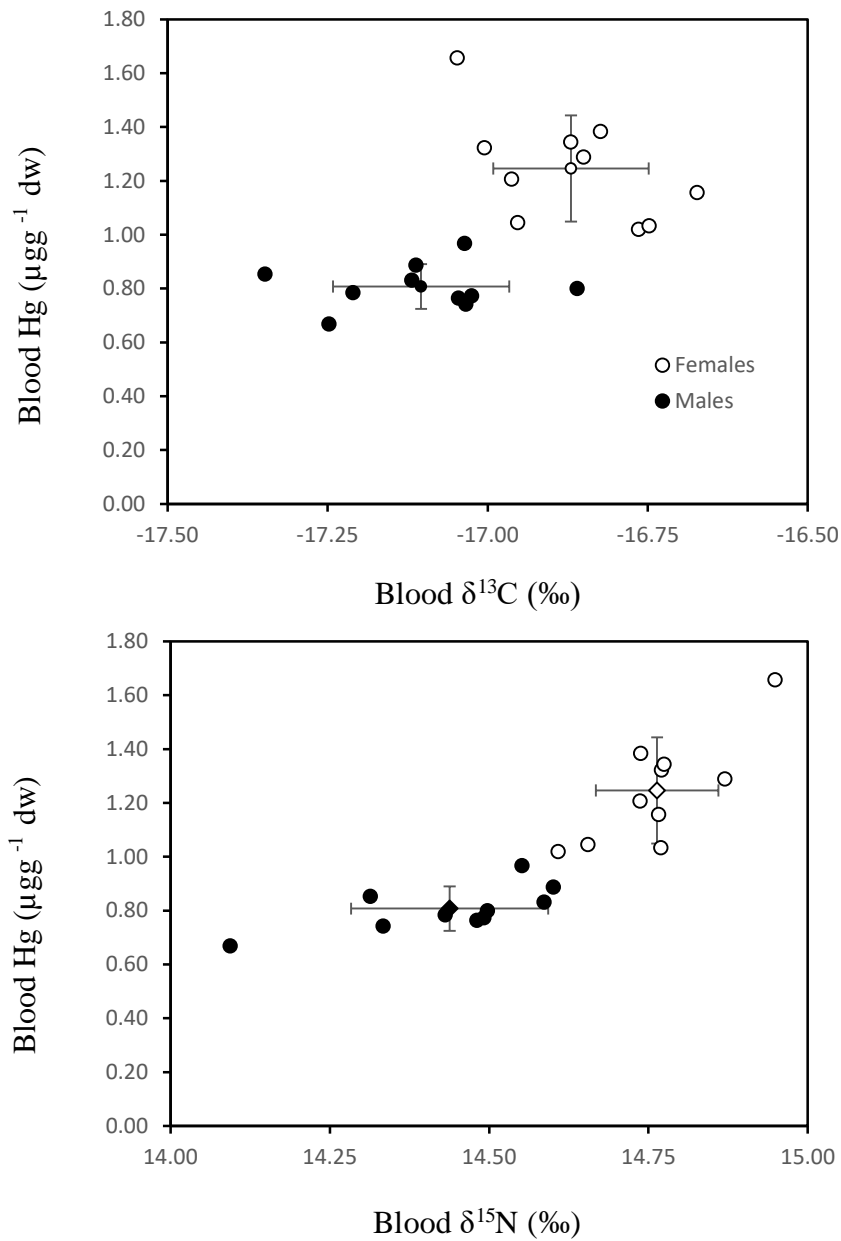 1.80
1.60
1.40
1.20
1.00
0.80
0.60
0.40
0.20
0.00
Blood Hg (µgg⁻¹ dw)
Females
Males
-17.50 -17.25 -17.00 -16.75 -16.50
Blood δ¹³C (‰)
1.80
1.60
1.40
1.20
1.00
0.80
0.60
0.40
0.20
0.00
Blood Hg (µgg⁻¹ dw)
14.00 14.25 14.50 14.75 15.00
Blood δ¹⁵N (‰)